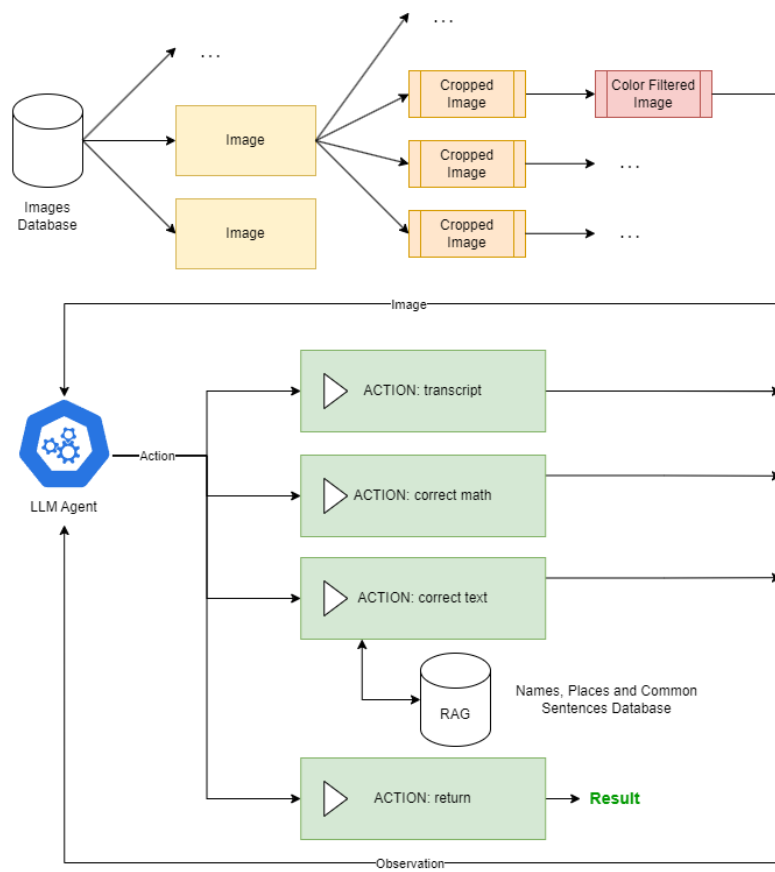 ...
...
Cropped
Image
Color Filtered
Image
Image
Cropped
Image
...
Images
Database
Image
Cropped
Image
...
Image
ACTION: transcript
Action
ACTION: correct math
LLM Agent
ACTION: correct text
RAG
Names, Places and Common
Sentences Database
ACTION: return
Result
Observation